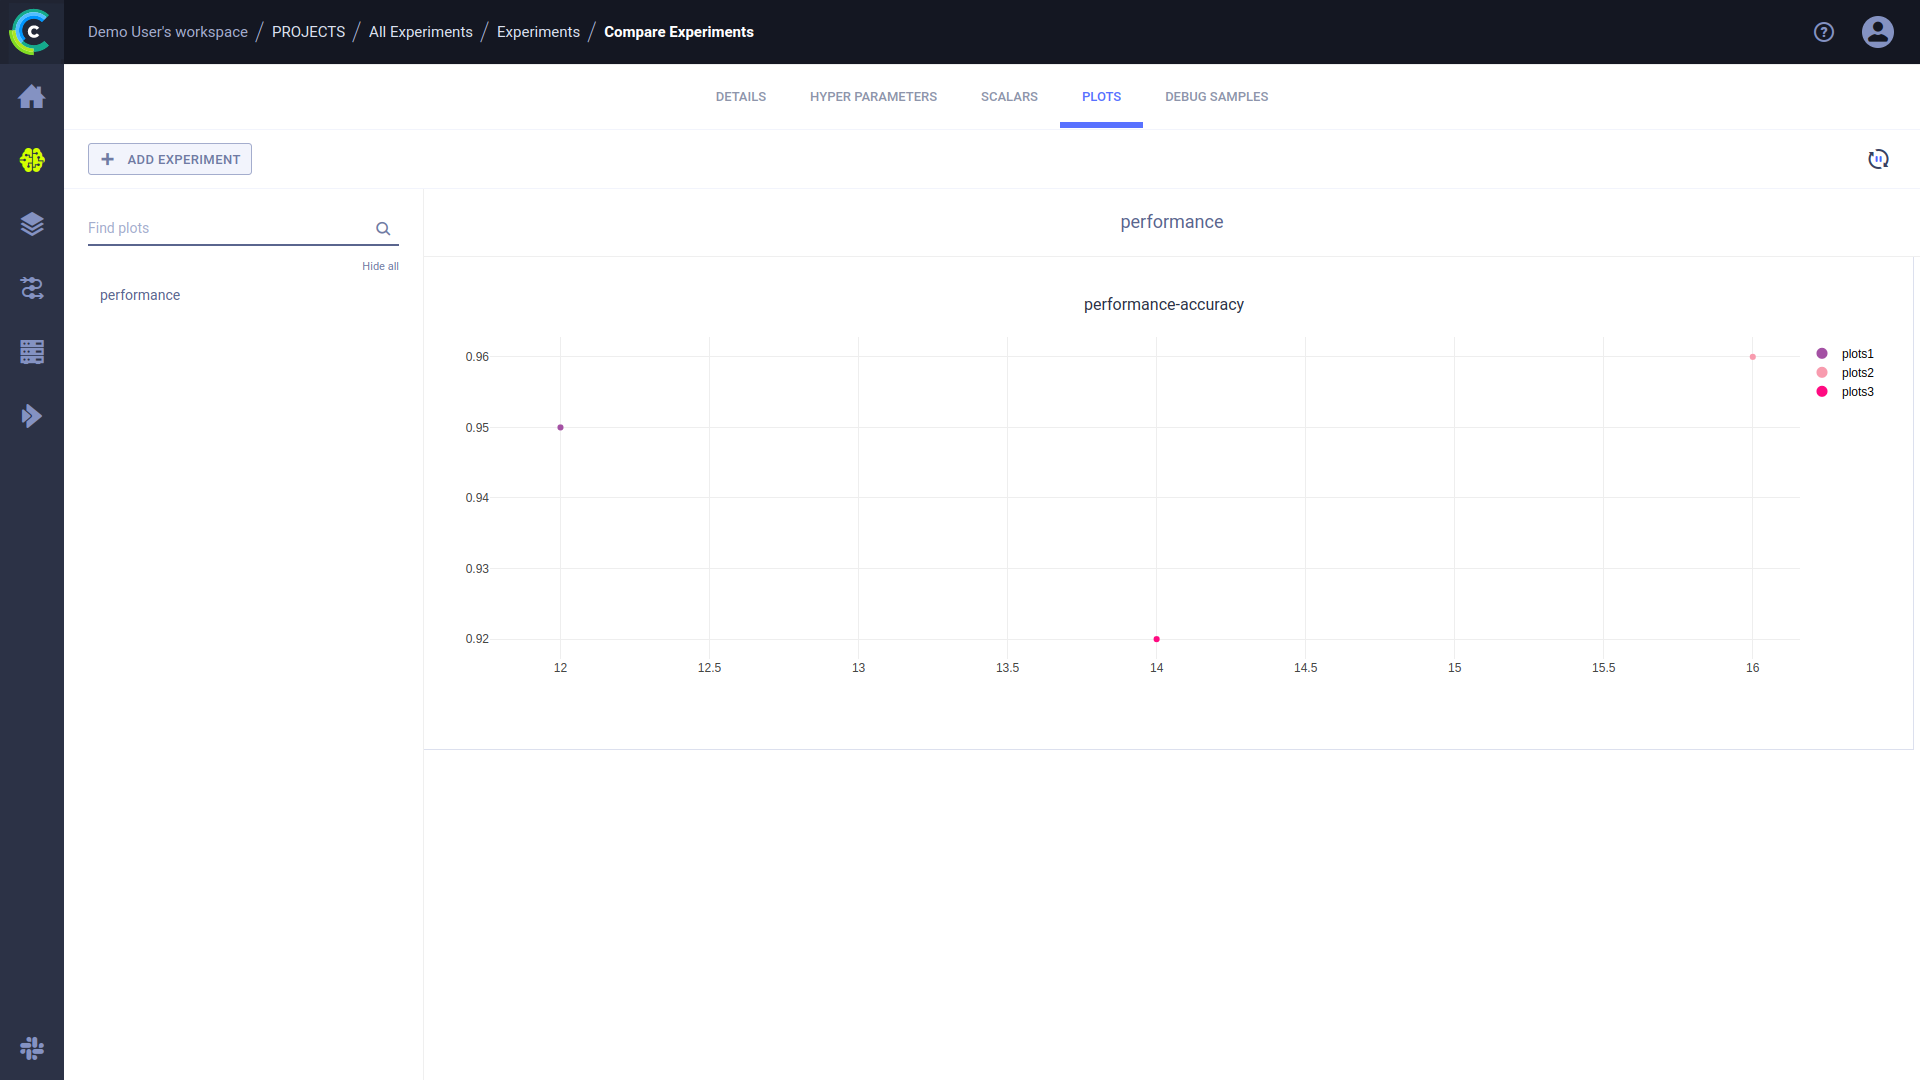 Demo User's workspace / PROJECTS / All Experiments / Experiments / Compare Experiments
DETAILS HYPER PARAMETERS SCALARS PLOTS DEBUG SAMPLES
ADD EXPERIMENT
Find plots
Hide all
performance
performance
performance-accuracy
0.96
0.95
0.94
0.93
0.92
12 12.5 13 13.5 14 14.5 15 15.5 16
plots1
plots2
plots3